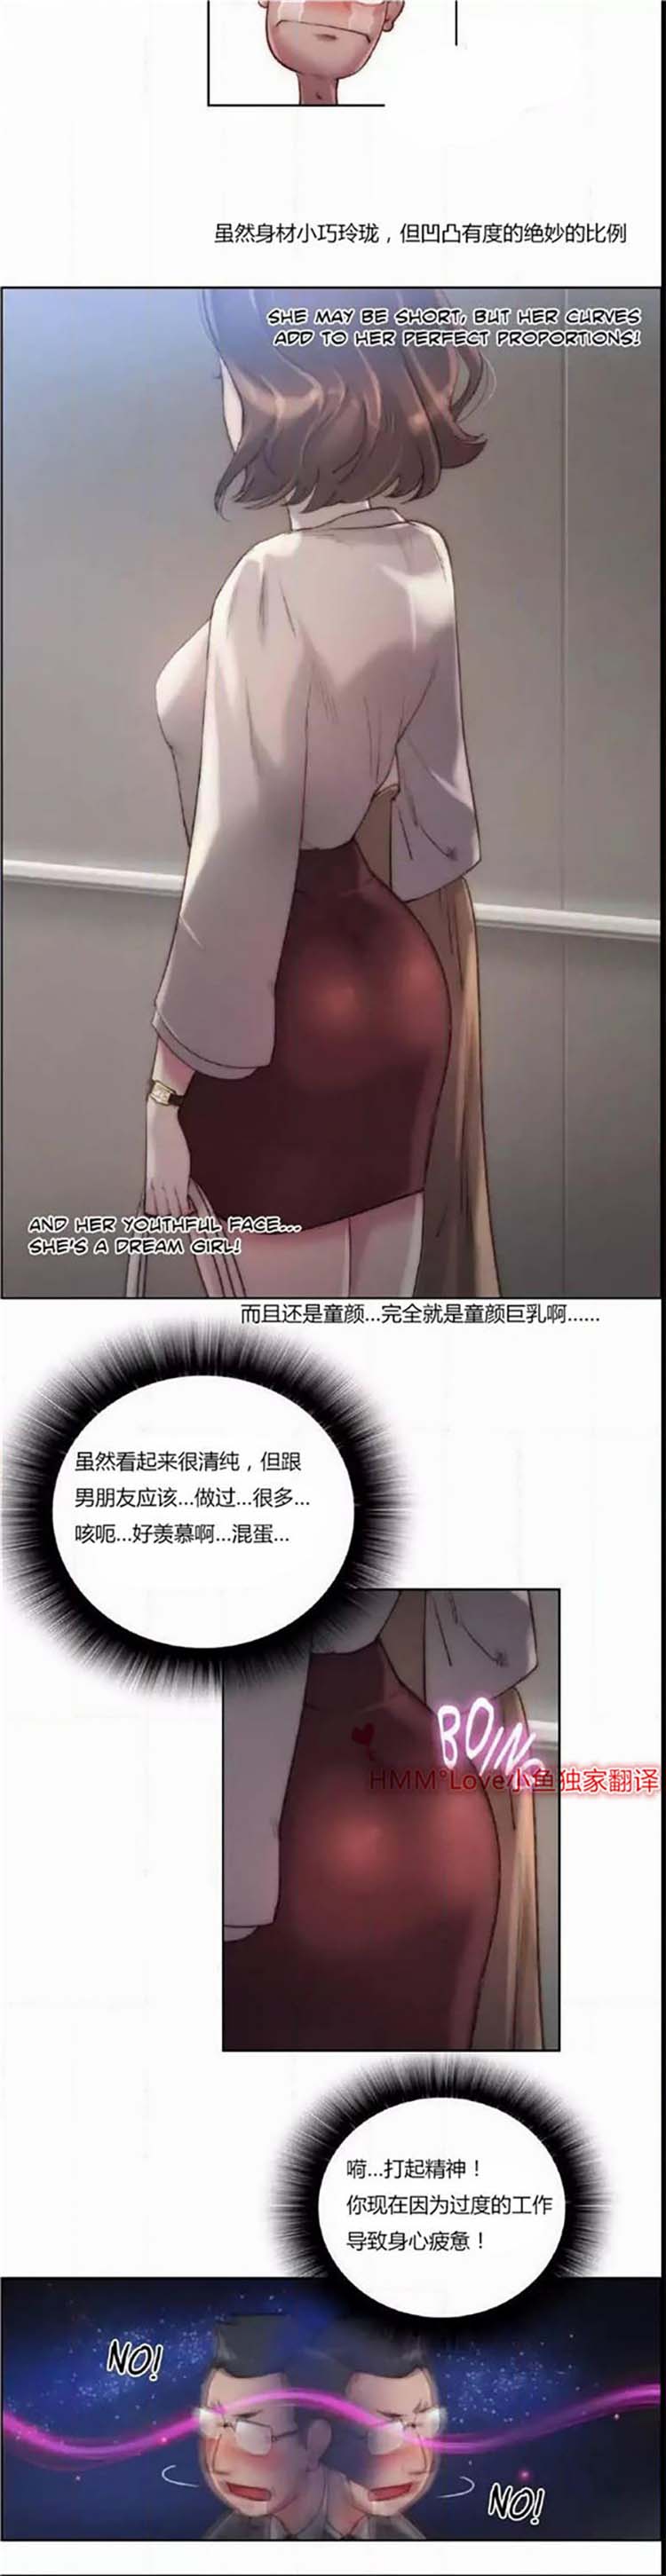 虽然身材小巧玲珑，但凹凸有度的绝妙的比例
SHE MAY BE SHORT, BUT HER CURVES
ADD TO HER PERFECT PROPORTIONS!
AND HER YOUTHFUL FACE...
SHE'S A DREAM GIRL!
而且还是童颜...完全就是童颜巨乳啊......
虽然看起来很清纯，但跟
男朋友应该...做过...很多...
咳呃...好羡慕啊...混蛋...
BOING
HMM°Love小鱼独家翻译
嗬...打起精神！
你现在因为过度的工作
导致身心疲惫！
NO!
NO!